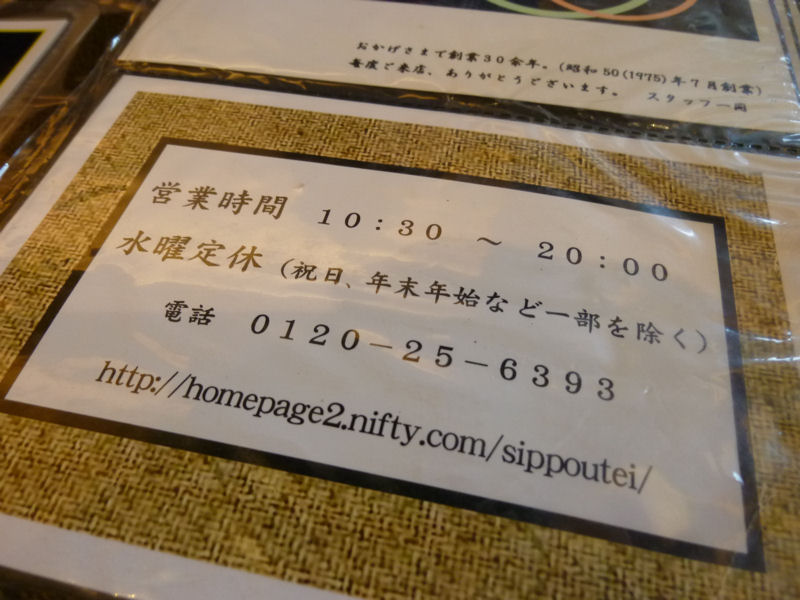 おかげさまで創業30余年。(昭和50(1975)年7月創業)
毎度ご来店、ありがとうございます。 スタッフ一同
営業時間 10:30 ~ 20:00
水曜定休 (祝日、年末年始など一部を除く)
電話 0120-25-6393
http://homepage2.nifty.com/sippoutei/